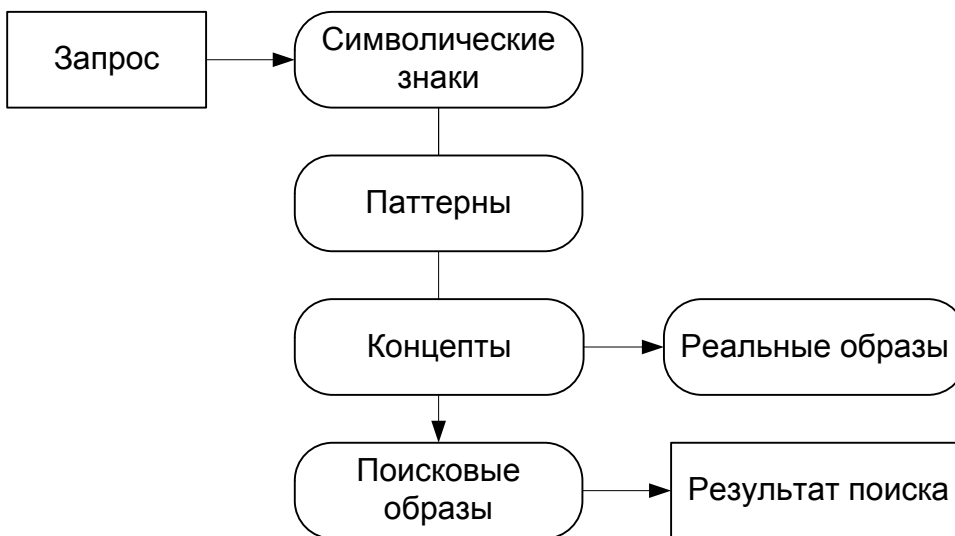 Запрос
Символические
знаки
Паттерны
Концепты
Реальные образы
Поисковые
образы
Результат поиска